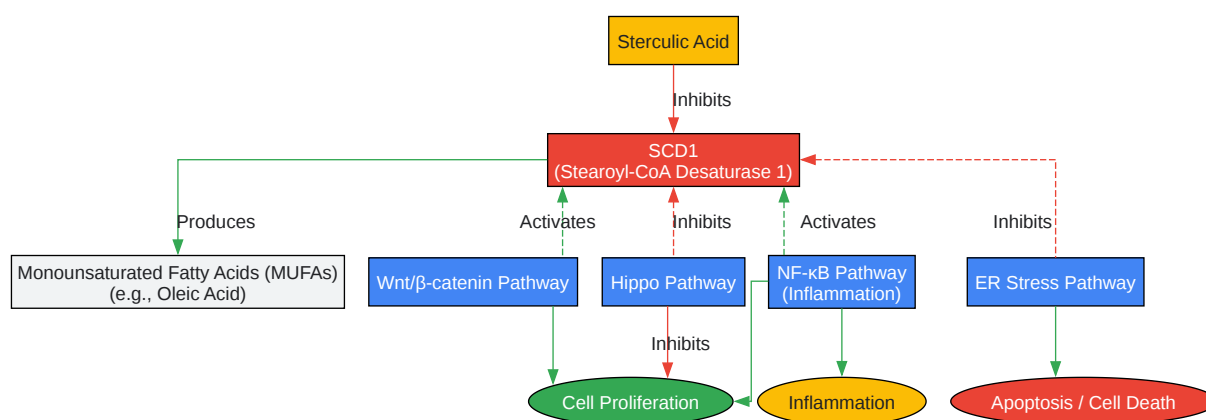 Sterculic Acid
Inhibits
SCD1
(Stearoyl-CoA Desaturase 1)
Produces
Activates
Inhibits
Activates
Inhibits
Monounsaturated Fatty Acids (MUFAs)
(e.g., Oleic Acid)
Wnt/β-catenin Pathway
Hippo Pathway
NF-κB Pathway
(Inflammation)
ER Stress Pathway
Inhibits
Cell Proliferation
Inflammation
Apoptosis / Cell Death